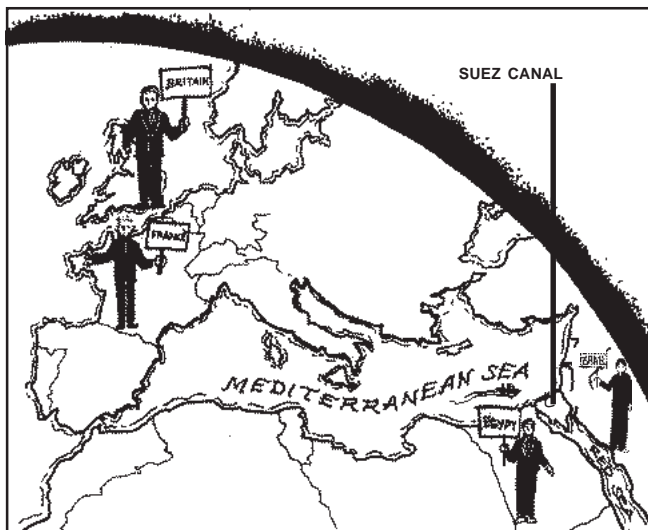 SUEZ CANAL
BRITAIN
FRANCE
MEDITERRANEAN SEA
EGYPT